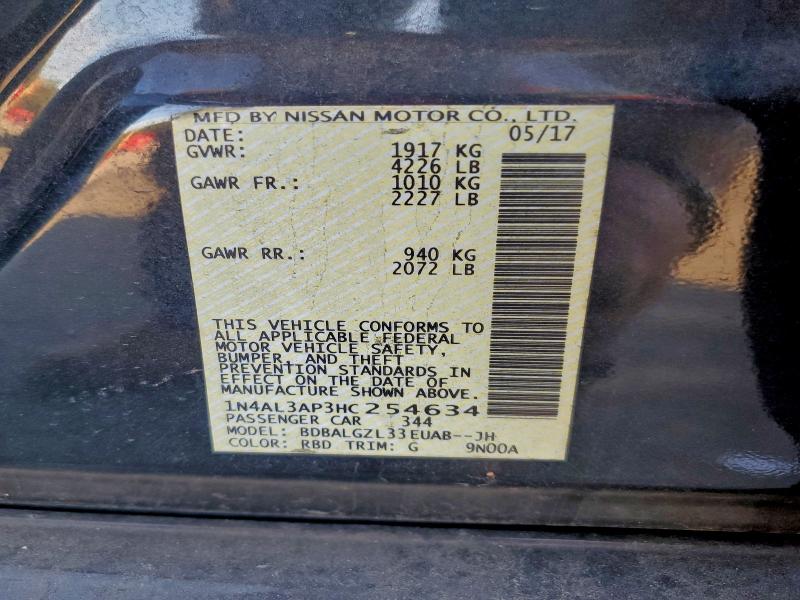 MFD BY NISSAN MOTOR CO., LTD.
DATE: 05/17
GVWR: 1917 KG
4226 LB
GAWR FR.: 1010 KG
2227 LB
GAWR RR.: 940 KG
2072 LB
THIS VEHICLE CONFORMS TO
ALL APPLICABLE FEDERAL
MOTOR VEHICLE SAFETY,
BUMPER, AND THEFT
PREVENTION STANDARDS IN
EFFECT ON THE DATE OF
MANUFACTURE SHOWN ABOVE.
1N4AL3AP3HC254634
PASSENGER CAR 344
MODEL: BDBALGZL33EUAB--JH
COLOR: RBD TRIM: G 9N00A